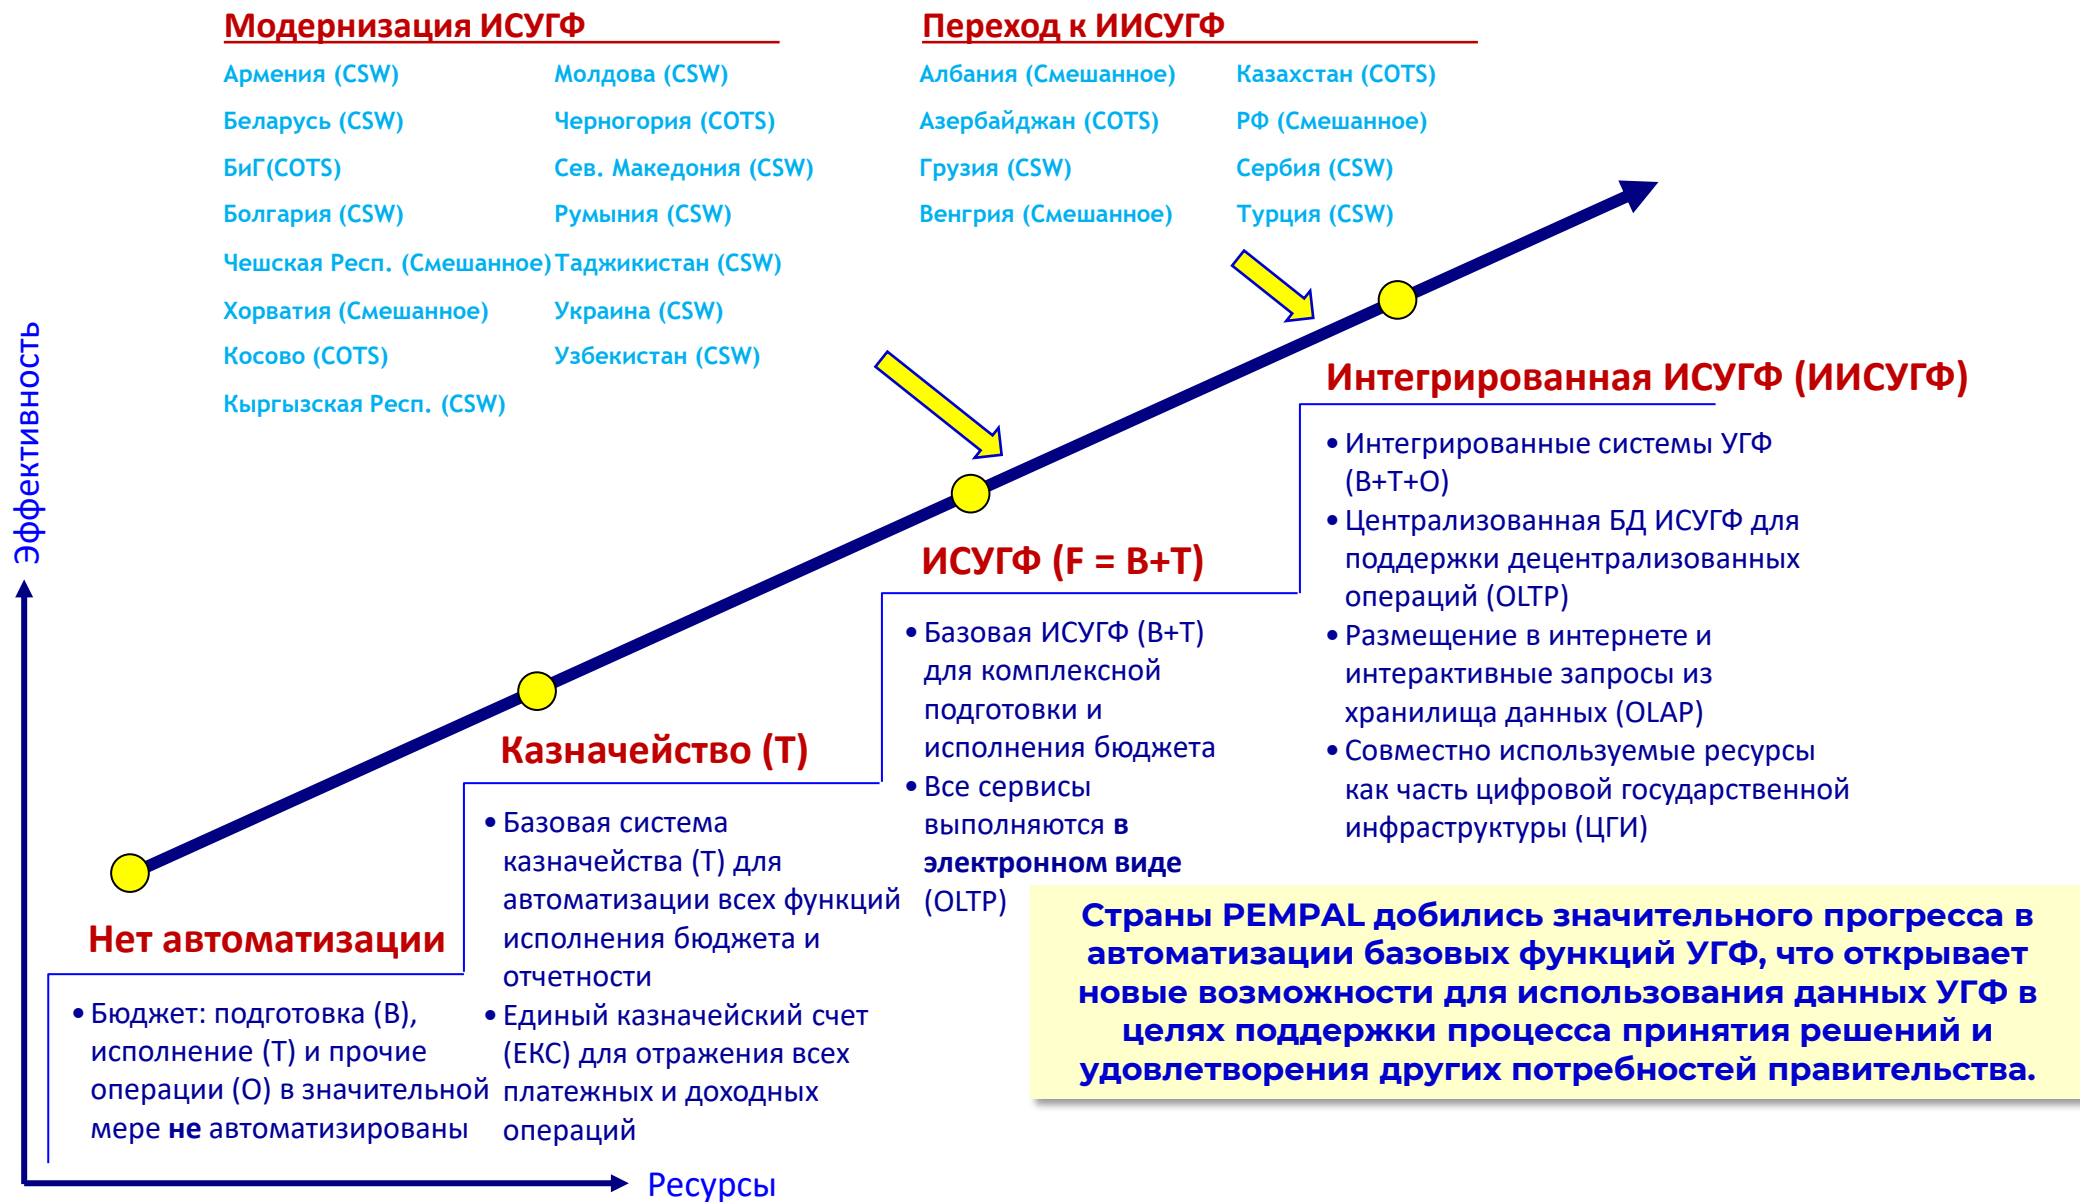 Модернизация ИСУГФ
Армения (CSW)
Беларусь (CSW)
БиГ(COTS)
Болгария (CSW)
Чешская Респ. (Смешанное)
Хорватия (Смешанное)
Косово (COTS)
Кыргызская Респ. (CSW)
Молдова (CSW)
Черногория (COTS)
Сев. Македония (CSW)
Румыния (CSW)
Таджикистан (CSW)
Украина (CSW)
Узбекистан (CSW)
Переход к ИИСУГФ
Албания (Смешанное)
Азербайджан (COTS)
Грузия (CSW)
Венгрия (Смешанное)
Казахстан (COTS)
РФ (Смешанное)
Сербия (CSW)
Турция (CSW)
Эффективность
Нет автоматизации
• Бюджет: подготовка (B),
исполнение (T) и прочие
операции (O) в значительной
мере не автоматизированы
Казначейство (T)
• Базовая система
казначейства (T) для
автоматизации всех функций
исполнения бюджета и
отчетности
• Единый казначейский счет
(ЕКС) для отражения всех
платежных и доходных
операций
ИСУГФ (F = B+T)
• Базовая ИСУГФ (B+T)
для комплексной
подготовки и
исполнения бюджета
• Все сервисы
выполняются в
электронном виде
(OLTP)
Интегрированная ИСУГФ (ИИСУГФ)
• Интегрированные системы УГФ
(B+T+O)
• Централизованная БД ИСУГФ для
поддержки децентрализованных
операций (OLTP)
• Размещение в интернете и
интерактивные запросы из
хранилища данных (OLAP)
• Совместно используемые ресурсы
как часть цифровой государственной
инфраструктуры (ЦГИ)
Страны PEMPAL добились значительного прогресса в
автоматизации базовых функций УГФ, что открывает
новые возможности для использования данных УГФ в
целях поддержки процесса принятия решений и
удовлетворения других потребностей правительства.
Ресурсы